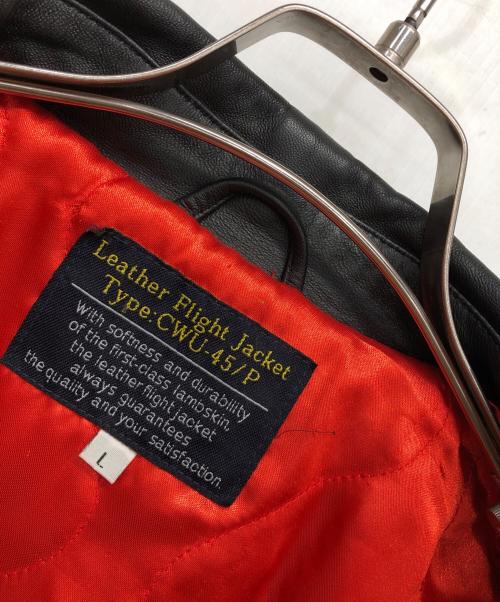 Leather Flight Jacket
Type:CWU-45/P
With softness and durability
of the first-class lambskin,
the leather flight jacket
always guarantees
the quality and your satisfaction.
L